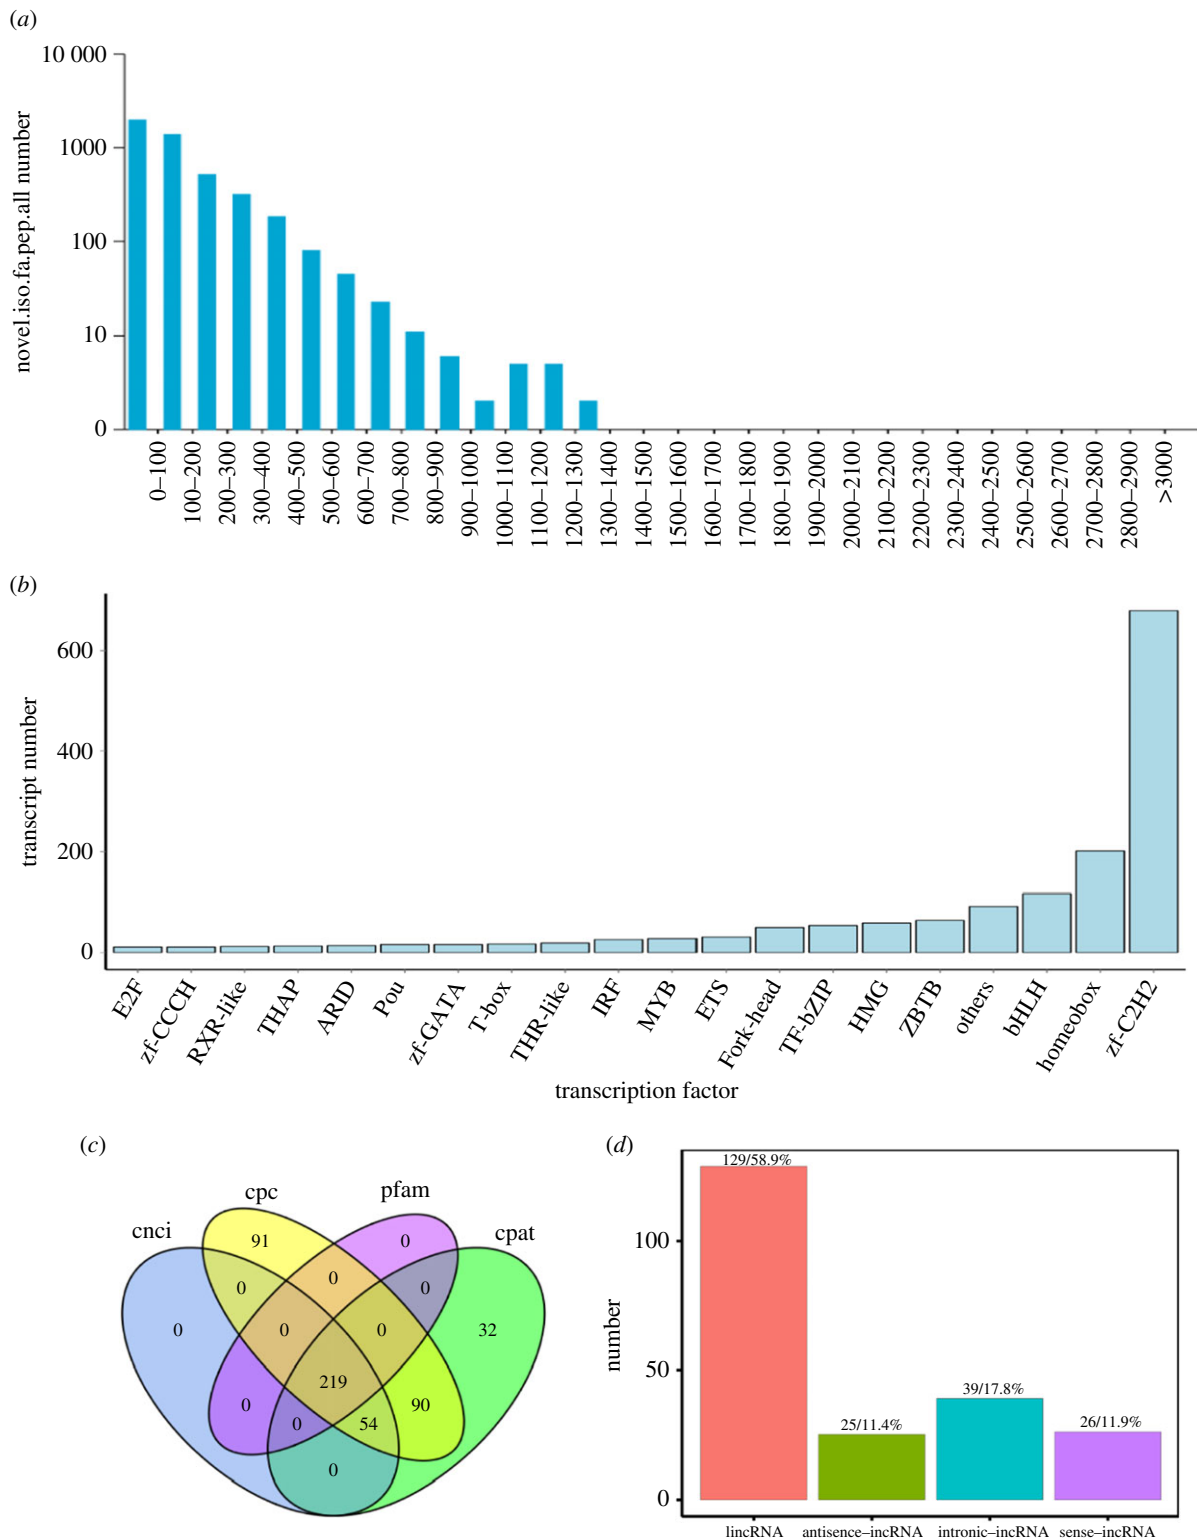 (a)
novel.iso.fa.pep.all number
10 000
1000
100
10
0
0–100
100–200
200–300
300–400
400–500
500–600
600–700
700–800
800–900
900–1000
1000–1100
1100–1200
1200–1300
1300–1400
1400–1500
1500–1600
1600–1700
1700–1800
1800–1900
1900–2000
2000–2100
2100–2200
2200–2300
2300–2400
2400–2500
2500–2600
2600–2700
2700–2800
2800–2900
>3000
(b)
transcript number
600
400
200
0
E2F
zf-CCCH
RXR-like
THAP
ARID
Pou
zf-GATA
T-box
THR-like
IRF
MYB
ETS
Fork-head
TF-bZIP
HMG
ZBTB
others
bHLH
homeobox
zf-C2H2
transcription factor
(c)
cnci
cpc
pfam
cpat
91
0
0
0
0
0
0
0
32
219
0
0
54
90
0
(d)
number
100
50
0
129/58.9%
25/11.4%
39/17.8%
26/11.9%
lincRNA
antisence–incRNA
intronic–incRNA
sense–incRNA